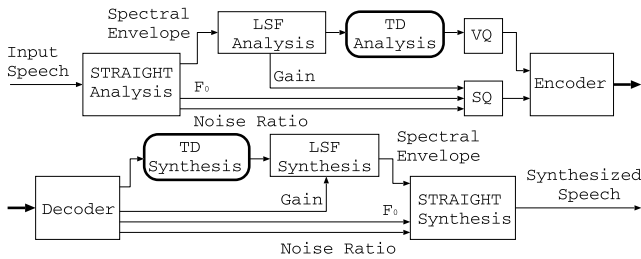 Spectral
Envelope
LSF
Analysis
TD
Analysis
VQ
Input
Speech
STRAIGHT
Analysis
Gain
F₀
SQ
Encoder
Noise Ratio
TD
Synthesis
LSF
Synthesis
Spectral
Envelope
Synthesized
Speech
Decoder
Gain
F₀
STRAIGHT
Synthesis
Noise Ratio